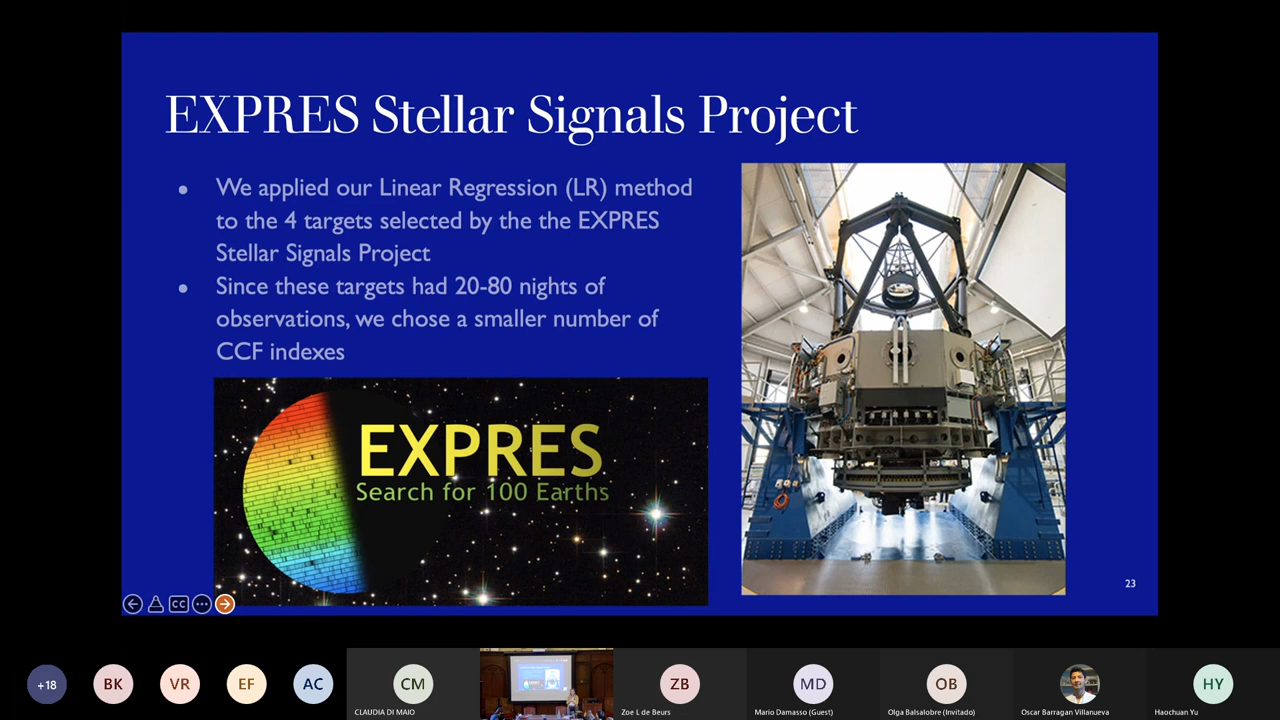 EXPRES Stellar Signals Project
We applied our Linear Regression (LR) method
to the 4 targets selected by the the EXPRES
Stellar Signals Project
Since these targets had 20-80 nights of
observations, we chose a smaller number of
CCF indexes
EXPRES
Search for 100 Earths
23
CC
+18
BK
VR
EF
AC
CM
ZB
MD
OB
HY
CLAUDIA DI MAIO
Zoe L de Beurs
Mario Damasso (Guest)
Olga Balsalobre (Invitado)
Oscar Barragan Villanueva
Haochuan Yu